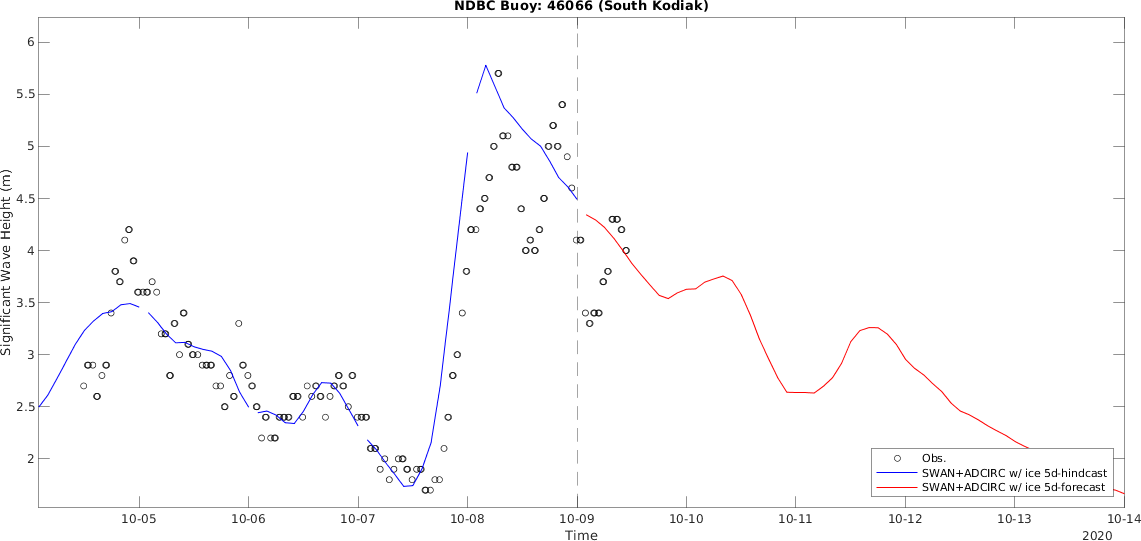 NDBC Buoy: 46066 (South Kodiak)
6
5.5
5
4.5
4
3.5
3
2.5
2
Significant Wave Height (m)
10-05 10-06 10-07 10-08 10-09 10-10 10-11 10-12 10-13 10-14
Time
2020
Obs.
SWAN+ADCIRC w/ ice 5d-hindcast
SWAN+ADCIRC w/ ice 5d-forecast